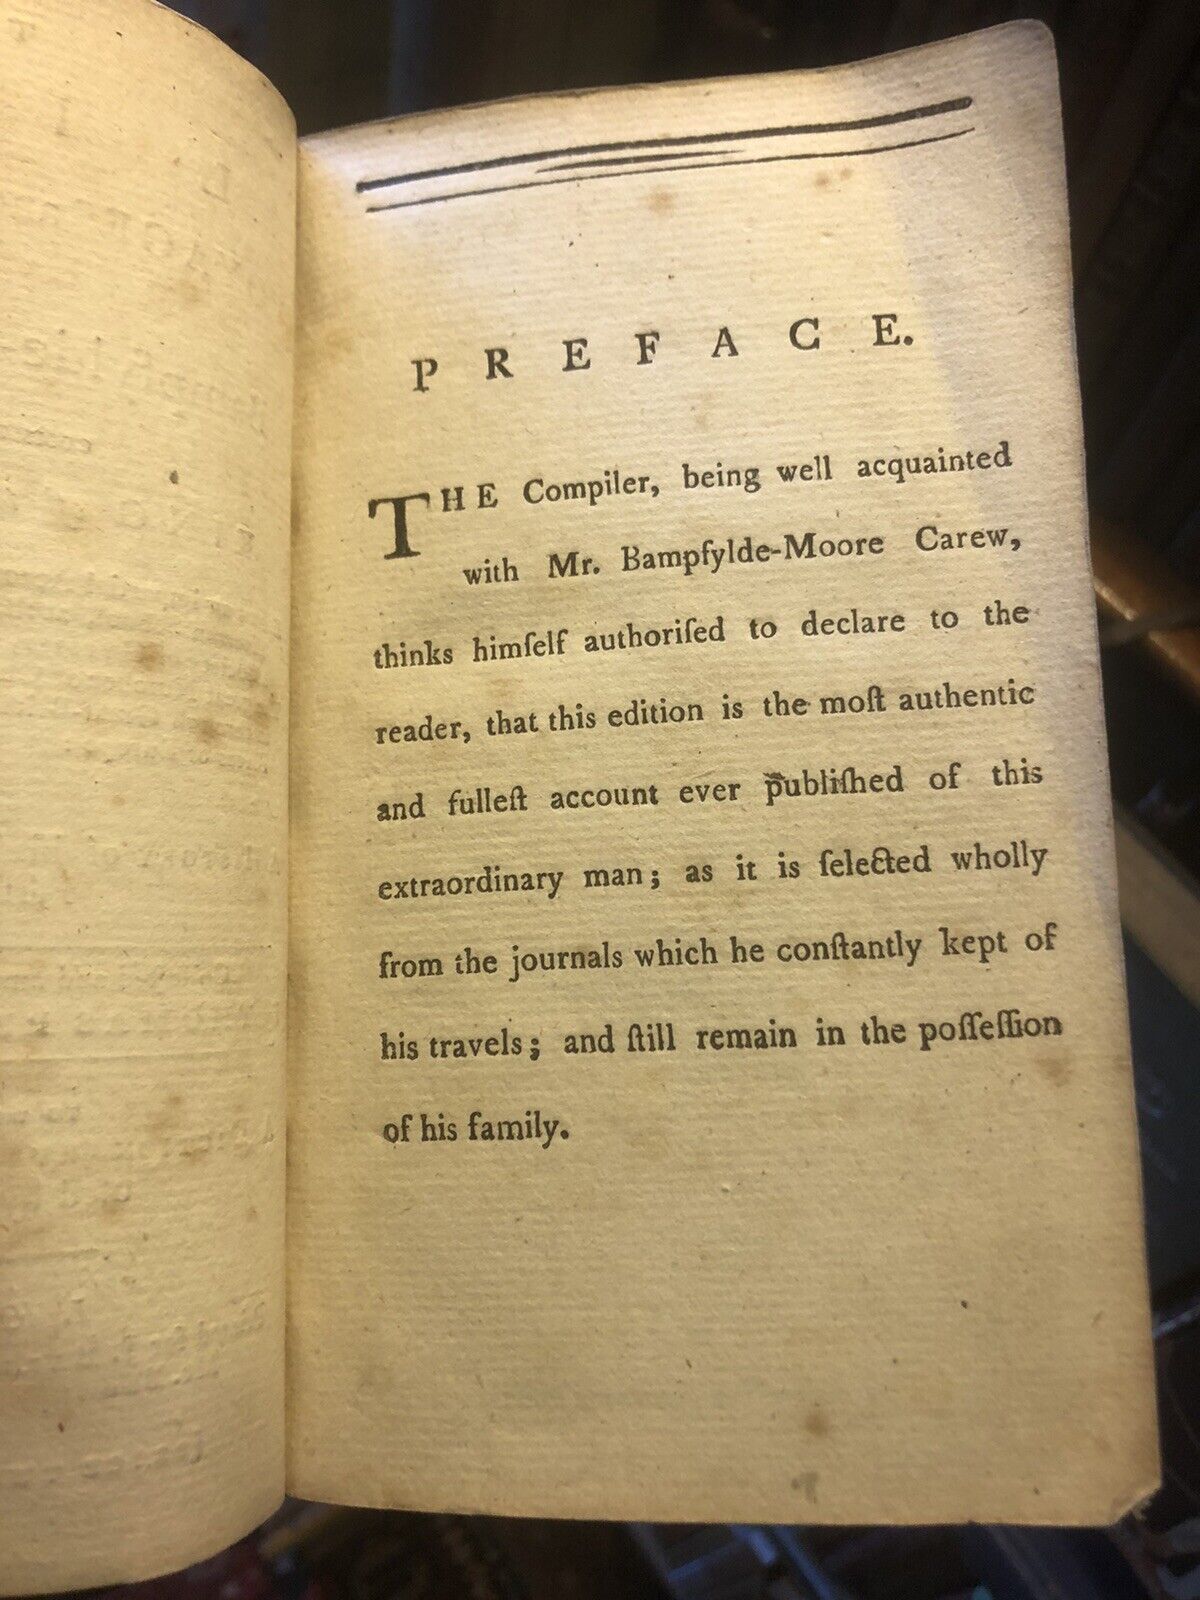 PREFACE.
THE Compiler, being well acquainted
with Mr. Bampfylde-Moore Carew,
thinks himſelf authoriſed to declare to the
reader, that this edition is the moſt authentic
and fulleſt account ever publiſhed of this
extraordinary man; as it is ſelected wholly
from the journals which he conſtantly kept of
his travels; and ſtill remain in the poſſeſſion
of his family.